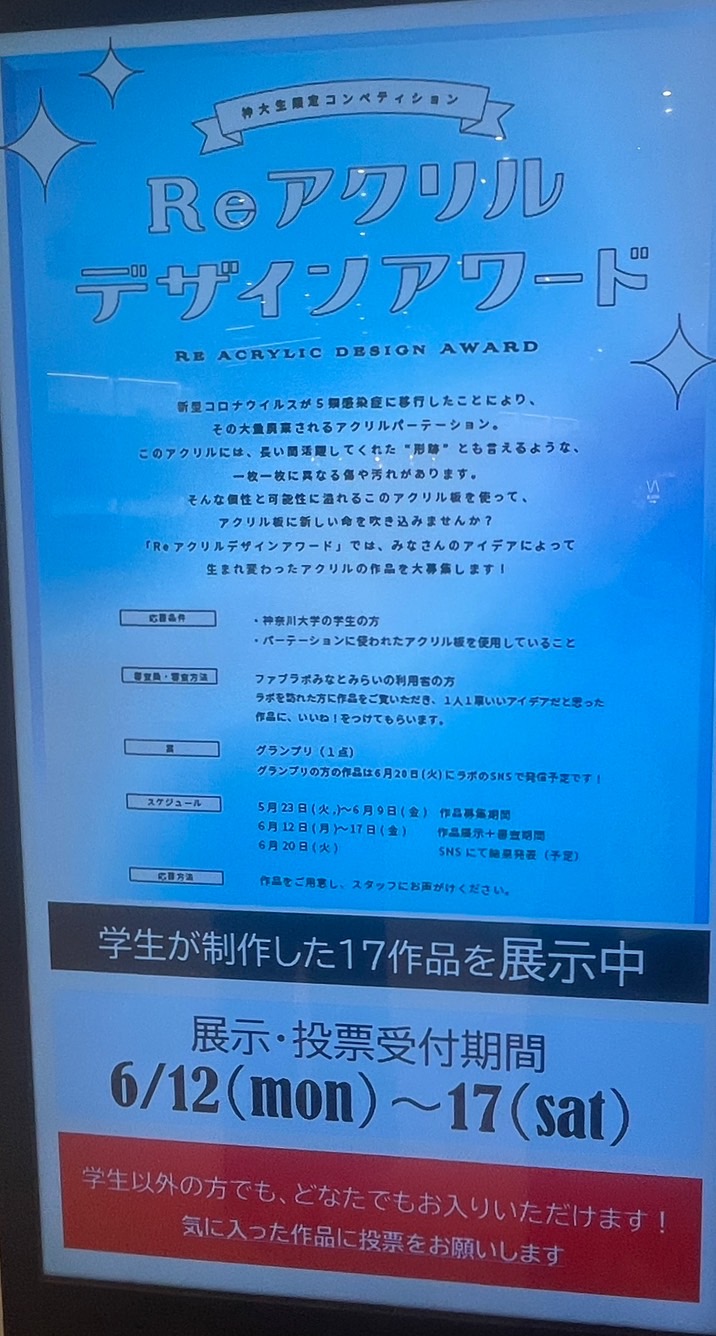 神大生限定コンペティション
Reアクリル
デザインアワード
RE ACRYLIC DESIGN AWARD
新型コロナウイルスが5類感染症に移行したことにより、
その大量廃棄されるアクリルパーテーション。
このアクリルには、長い間活躍してくれた "形跡" とも言えるような、
一枚一枚に異なる傷や汚れがあります。
そんな個性と可能性に溢れるこのアクリル板を使って、
アクリル板に新しい命を吹き込みませんか?
「Reアクリルデザインアワード」では、みなさんのアイデアによって
生まれ変わったアクリルの作品を大募集します!
応募条件
・神奈川大学の学生の方
・パーテーションに使われたアクリル板を使用していること
審査員・審査方法
ファブラボみなとみらいの利用者の方
ラボを訪れた方に作品をご覧いただき、1人1票いいアイデアだと思った
作品に、いいね!をつけてもらいます。
賞
グランプリ(1点)
グランプリの方の作品は6月20日(火)にラボのSNSで発信予定です!
スケジュール
5月23日(火)〜6月9日(金) 作品募集期間
6月12日(月)〜17日(金) 作品展示+審査期間
6月20日(火) SNSにて結果発表(予定)
応募方法
作品をご用意し、スタッフにお声がけください。
学生が制作した17作品を展示中
展示・投票受付期間
6/12(mon)〜17(sat)
学生以外の方でも、どなたでもお入りいただけます!
気に入った作品に投票をお願いします